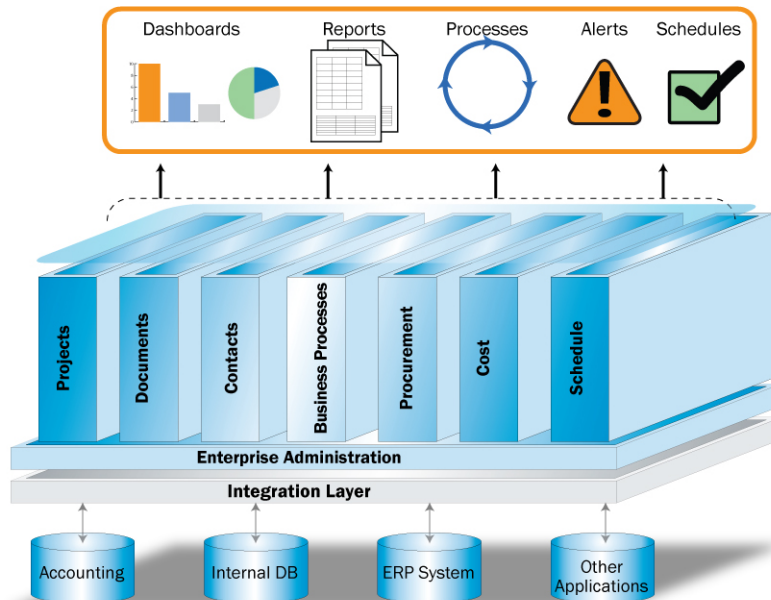 Dashboards
Reports
Processes
Alerts
Schedules
Projects
Documents
Contacts
Business Processes
Procurement
Cost
Schedule
Enterprise Administration
Integration Layer
Accounting
Internal DB
ERP System
Other
Applications